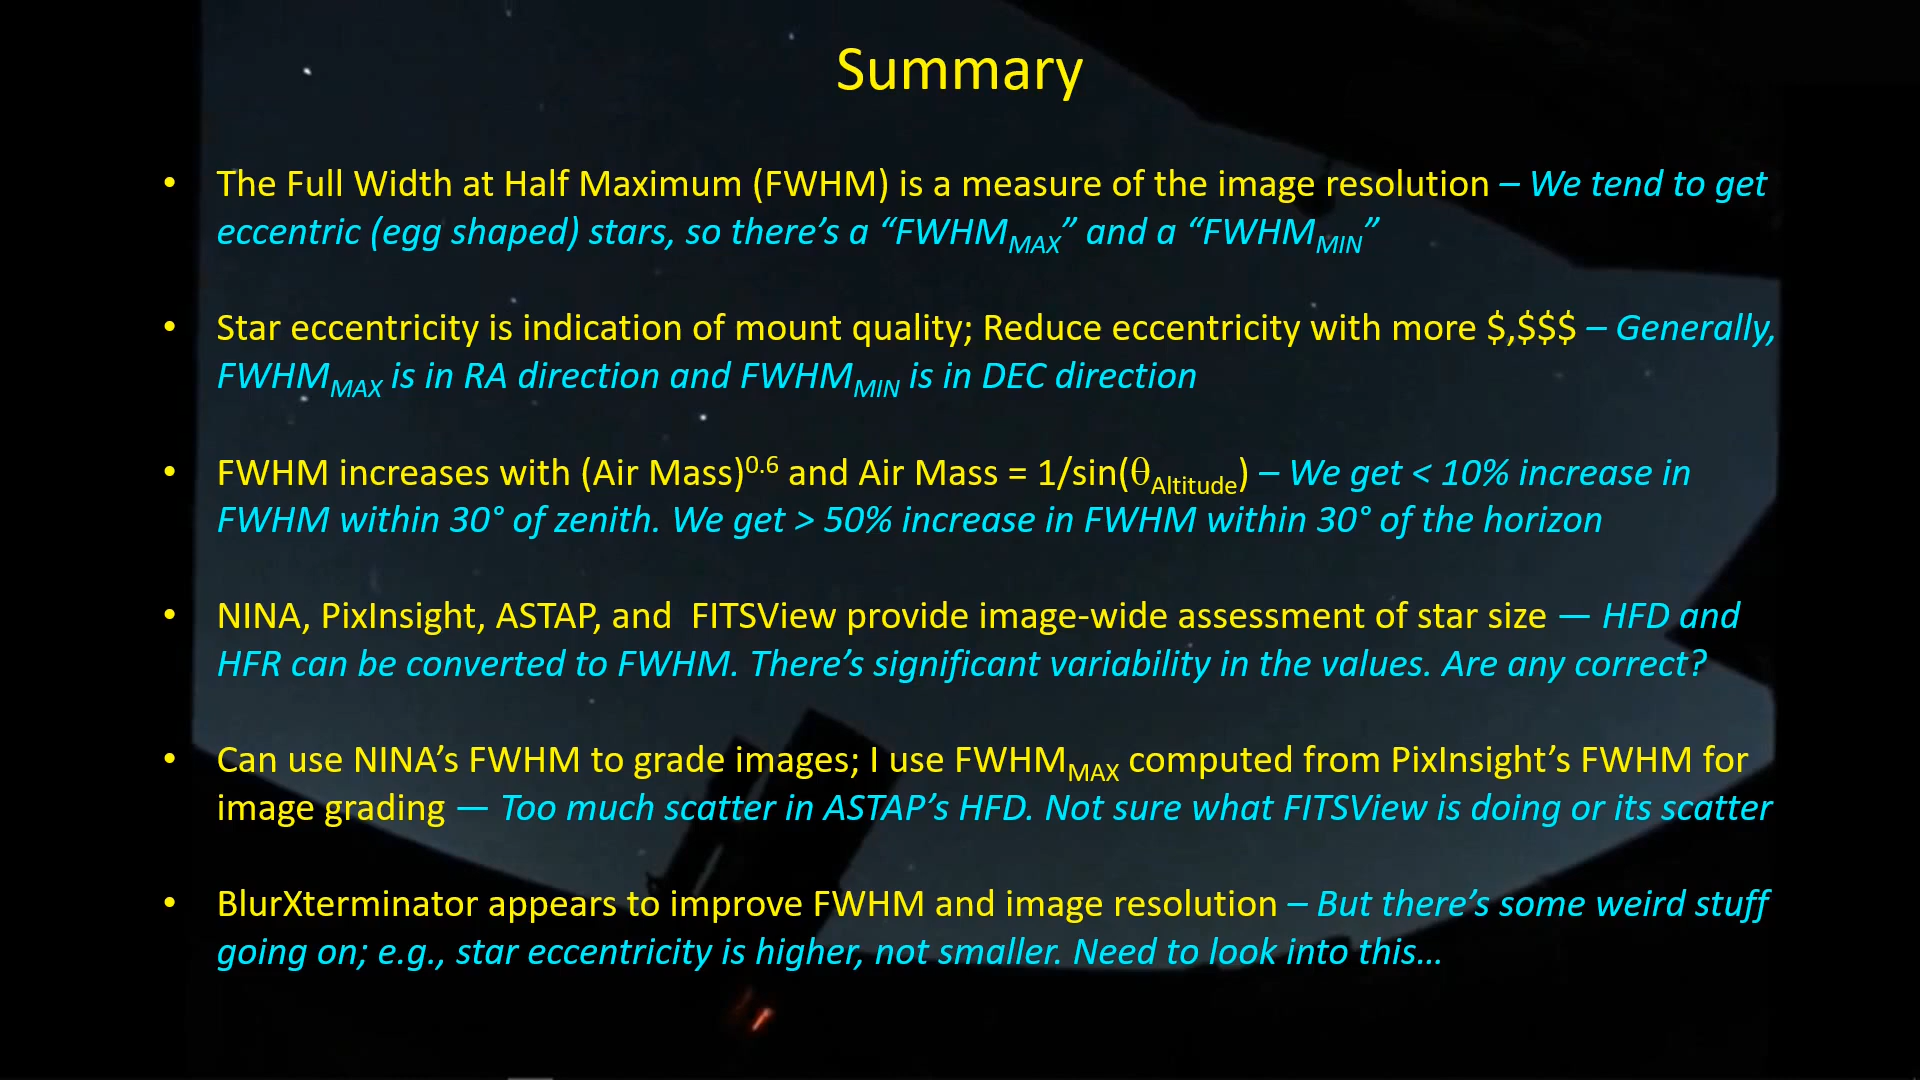 Summary
• The Full Width at Half Maximum (FWHM) is a measure of the image resolution – We tend to get
eccentric (egg shaped) stars, so there’s a “FWHMMAX” and a “FWHMMIN”
• Star eccentricity is indication of mount quality; Reduce eccentricity with more $,$$$ – Generally,
FWHMMAX is in RA direction and FWHMMIN is in DEC direction
• FWHM increases with (Air Mass)0.6 and Air Mass = 1/sin(θAltitude) – We get < 10% increase in
FWHM within 30° of zenith. We get > 50% increase in FWHM within 30° of the horizon
• NINA, PixInsight, ASTAP, and  FITSView provide image-wide assessment of star size — HFD and
HFR can be converted to FWHM. There’s significant variability in the values. Are any correct?
• Can use NINA’s FWHM to grade images; I use FWHMMAX computed from PixInsight’s FWHM for
image grading — Too much scatter in ASTAP’s HFD. Not sure what FITSView is doing or its scatter
• BlurXterminator appears to improve FWHM and image resolution – But there’s some weird stuff
going on; e.g., star eccentricity is higher, not smaller. Need to look into this…